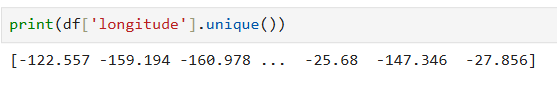 print(df['longitude'].unique())
[-122.557 -159.194 -160.978 ...  -25.68  -147.346  -27.856]